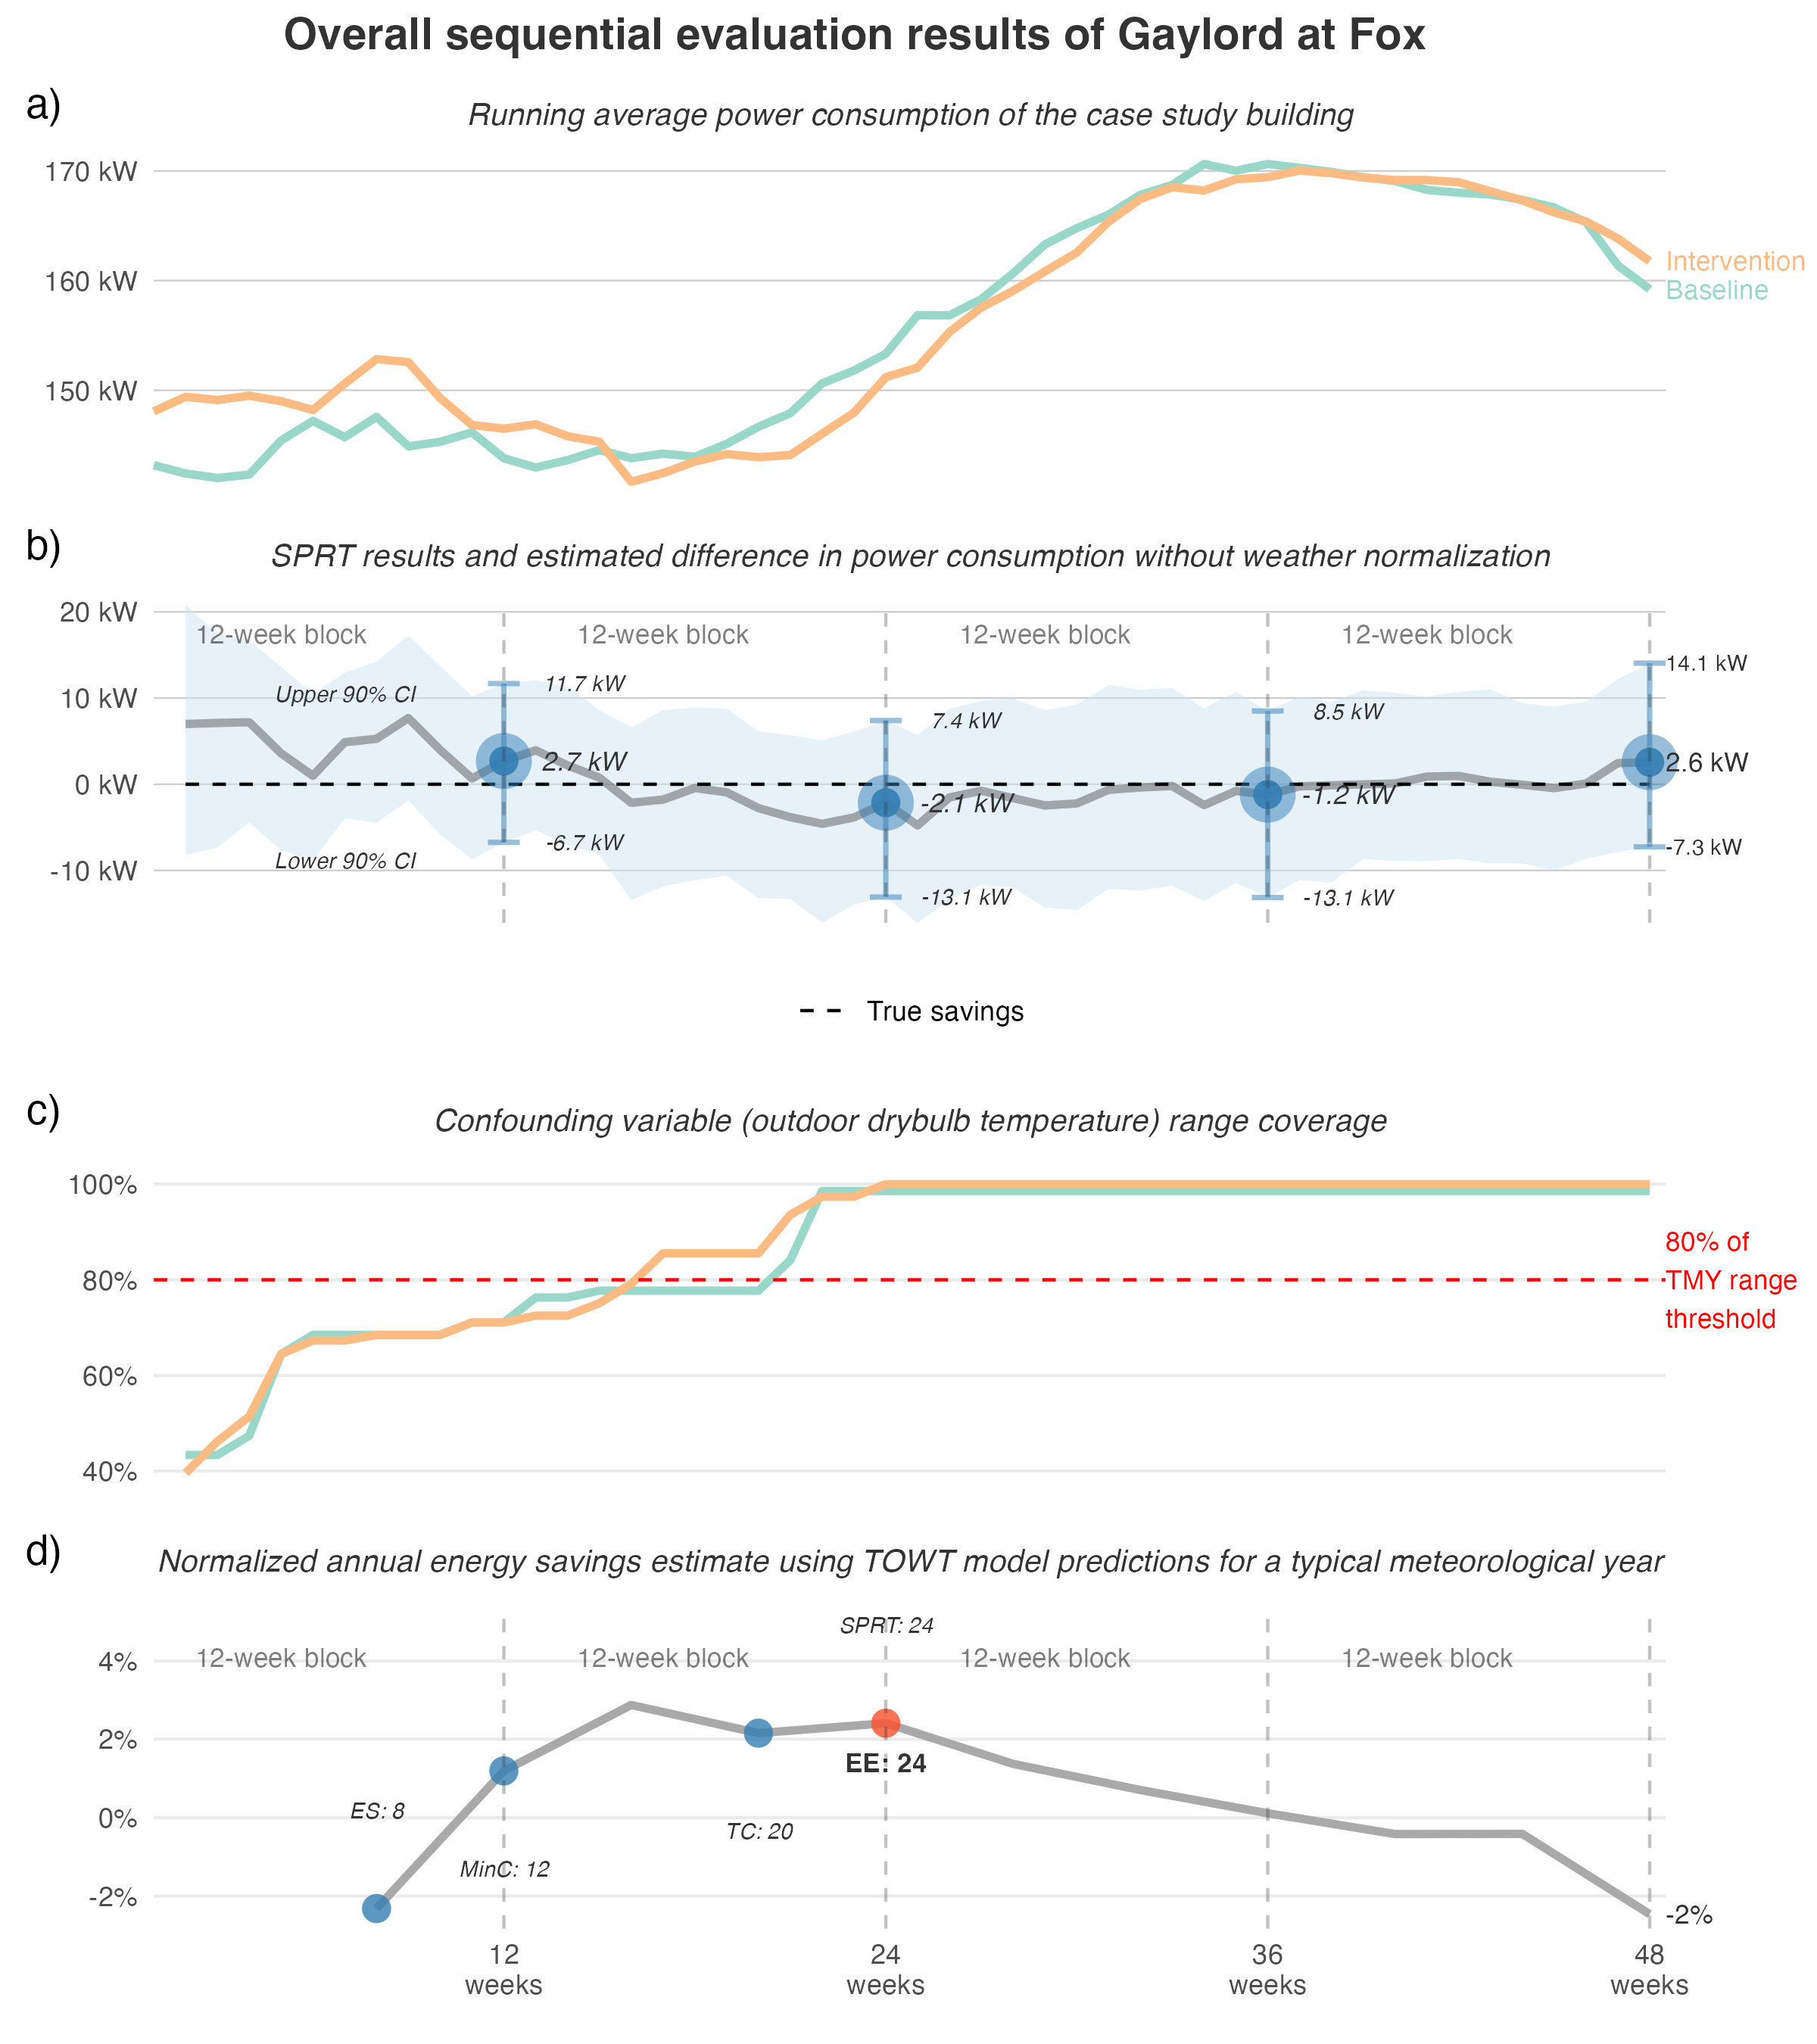 Overall sequential evaluation results of Gaylord at Fox
a)
Running average power consumption of the case study building
170 kW
160 kW
150 kW
Intervention
Baseline
b)
SPRT results and estimated difference in power consumption without weather normalization
20 kW
10 kW
0 kW
-10 kW
12-week block
12-week block
12-week block
12-week block
Upper 90% CI
Lower 90% CI
11.7 kW
2.7 kW
-6.7 kW
7.4 kW
-2.1 kW
-13.1 kW
8.5 kW
-1.2 kW
-13.1 kW
14.1 kW
2.6 kW
-7.3 kW
True savings
c)
Confounding variable (outdoor drybulb temperature) range coverage
100%
80%
60%
40%
80% of
TMY range
threshold
d)
Normalized annual energy savings estimate using TOWT model predictions for a typical meteorological year
SPRT: 24
12-week block
12-week block
12-week block
12-week block
4%
2%
0%
-2%
EE: 24
ES: 8
TC: 20
MinC: 12
-2%
12
weeks
24
weeks
36
weeks
48
weeks